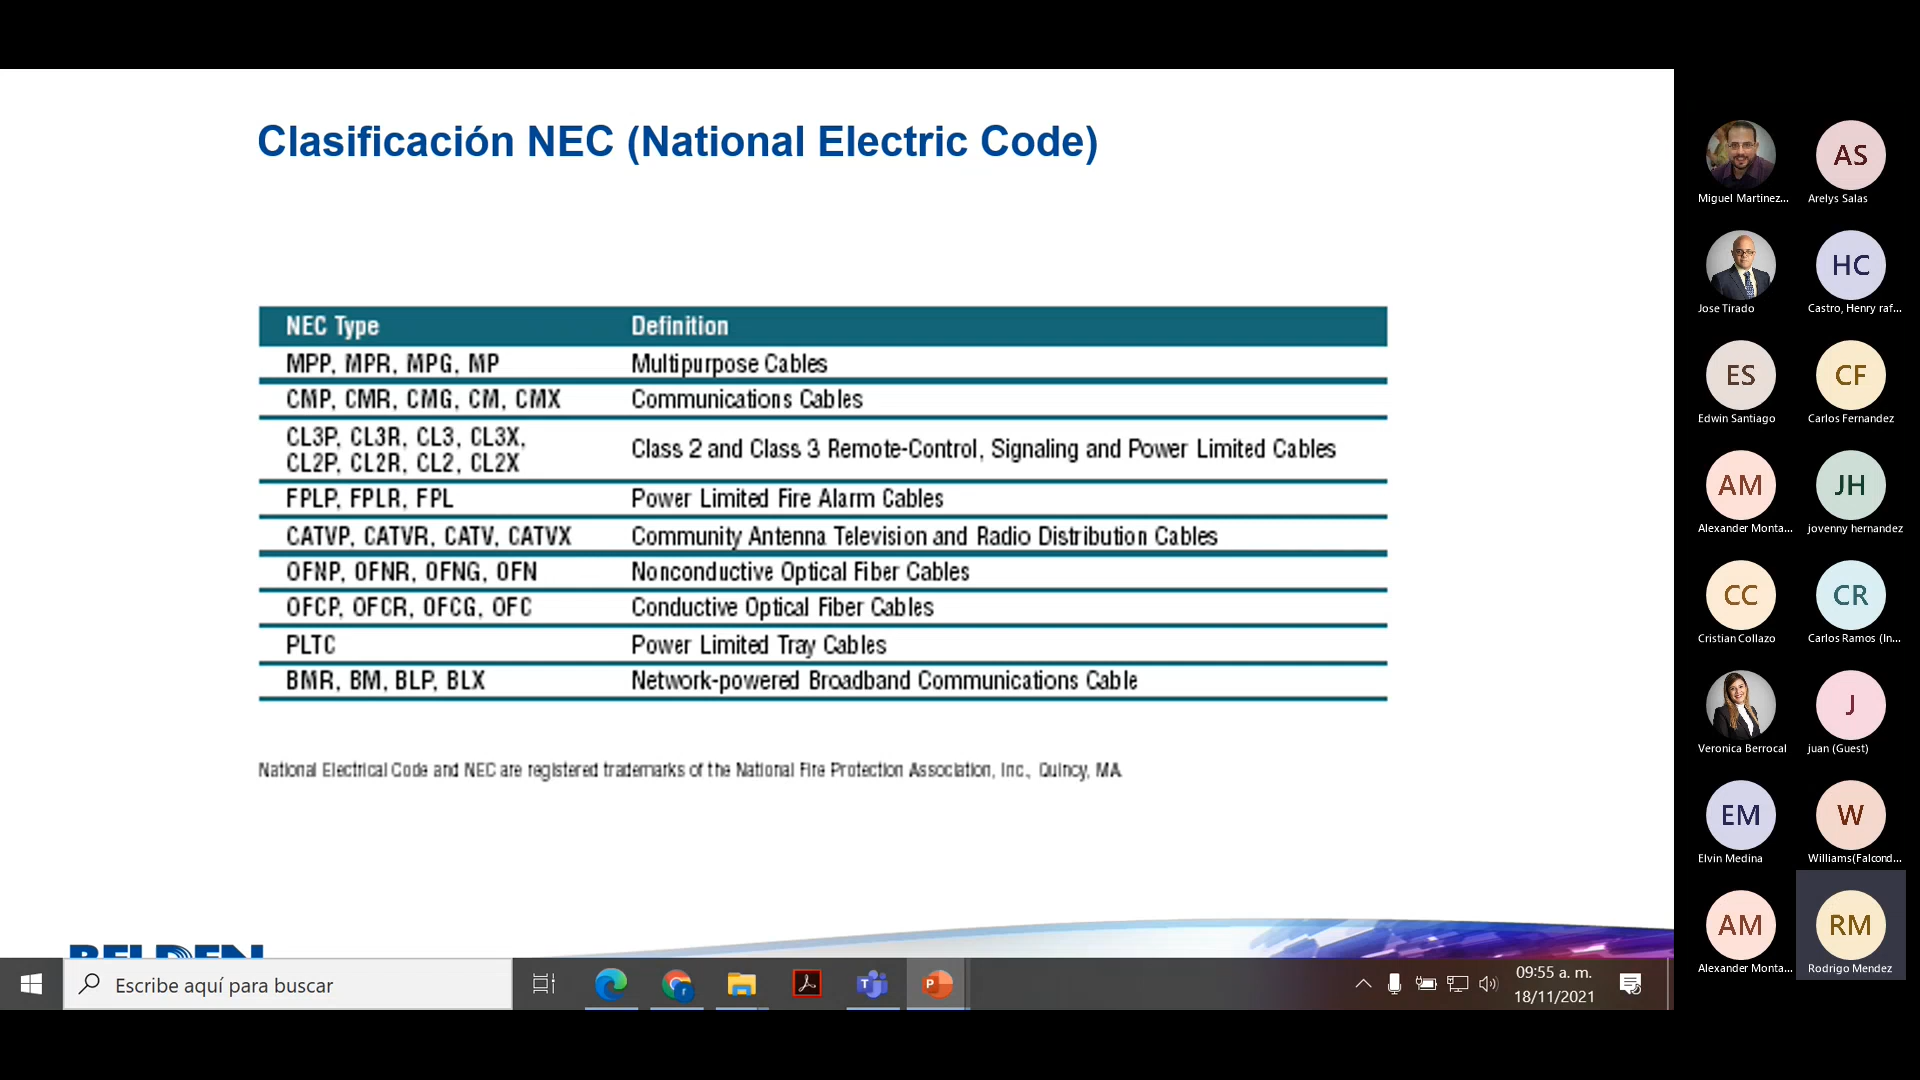 Clasificación NEC (National Electric Code)
NEC Type Definition
MPP, MPR, MPG, MP Multipurpose Cables
CMP, CMR, CMG, CM, CMX Communications Cables
CL3P, CL3R, CL3, CL3X,
CL2P, CL2R, CL2, CL2X Class 2 and Class 3 Remote-Control, Signaling and Power Limited Cables
FPLP, FPLR, FPL Power Limited Fire Alarm Cables
CATVP, CATVR, CATV, CATVX Community Antenna Television and Radio Distribution Cables
OFNP, OFNR, OFNG, OFN Nonconductive Optical Fiber Cables
OFCP, OFCR, OFCG, OFC Conductive Optical Fiber Cables
PLTC Power Limited Tray Cables
BMR, BM, BLP, BLX Network-powered Broadband Communications Cable
National Electrical Code and NEC are registered trademarks of the National Fire Protection Association, Inc., Quincy, MA.
BELDEN
Escribe aquí para buscar
09:55 a. m.
18/11/2021
AS
Miguel Martinez... Arelys Salas
HC
Jose Tirado Castro, Henry raf...
ES CF
Edwin Santiago Carlos Fernandez
AM JH
Alexander Monta... jovenny hernandez
CC CR
Cristian Collazo Carlos Ramos (In...
J
Veronica Berrocal juan (Guest)
EM W
Elvin Medina Williams(Falcond...
AM RM
Alexander Monta... Rodrigo Mendez